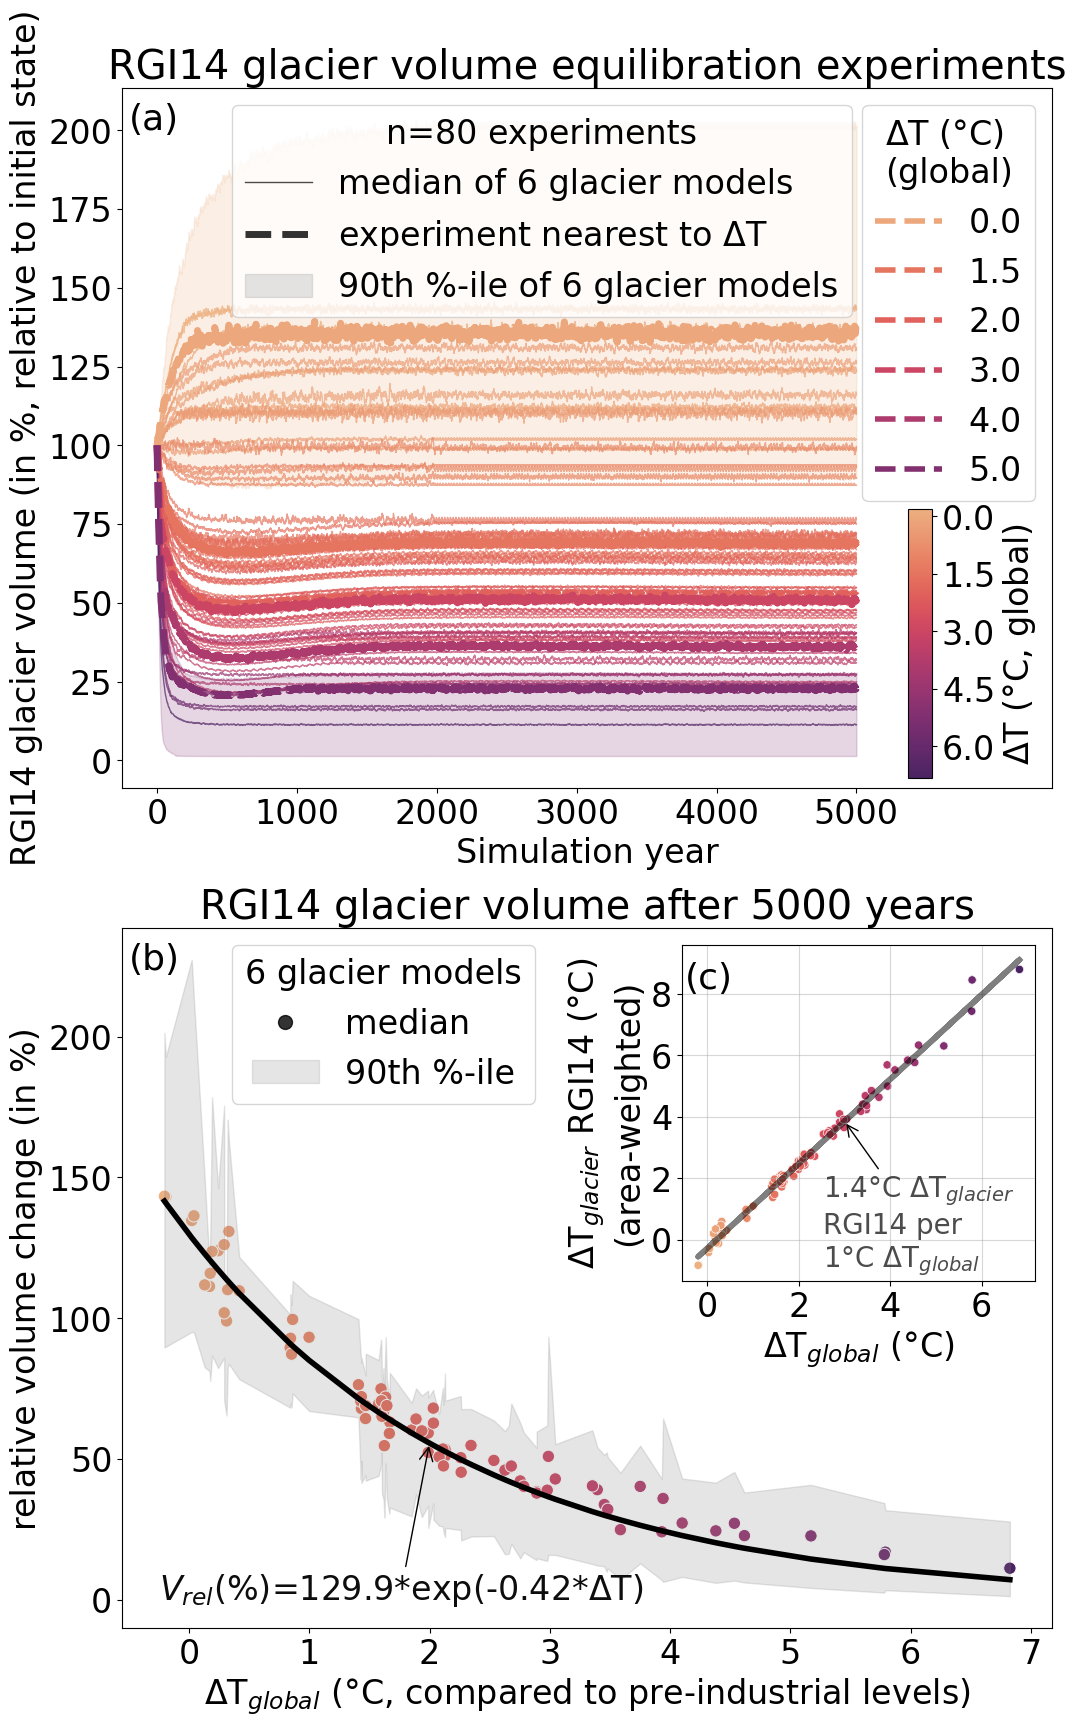 RGI14 glacier volume equilibration experiments
RGI14 glacier volume (in %, relative to initial state)
(a)
n=80 experiments
median of 6 glacier models
experiment nearest to ΔT
90th %-ile of 6 glacier models
ΔT (°C)
(global)
0.0
1.5
2.0
3.0
4.0
5.0
200
175
150
125
100
75
50
25
0
0.0
1.5
3.0
4.5
6.0
ΔT (°C, global)
0 1000 2000 3000 4000 5000
Simulation year
RGI14 glacier volume after 5000 years
relative volume change (in %)
(b)
6 glacier models
median
90th %-ile
200
150
100
50
0
V_rel(%)=129.9*exp(-0.42*ΔT)
0 1 2 3 4 5 6 7
ΔT_global (°C, compared to pre-industrial levels)
(c)
ΔT_glacier RGI14 (°C)
(area-weighted)
8
6
4
2
0
1.4°C ΔT_glacier
RGI14 per
1°C ΔT_global
0 2 4 6
ΔT_global (°C)